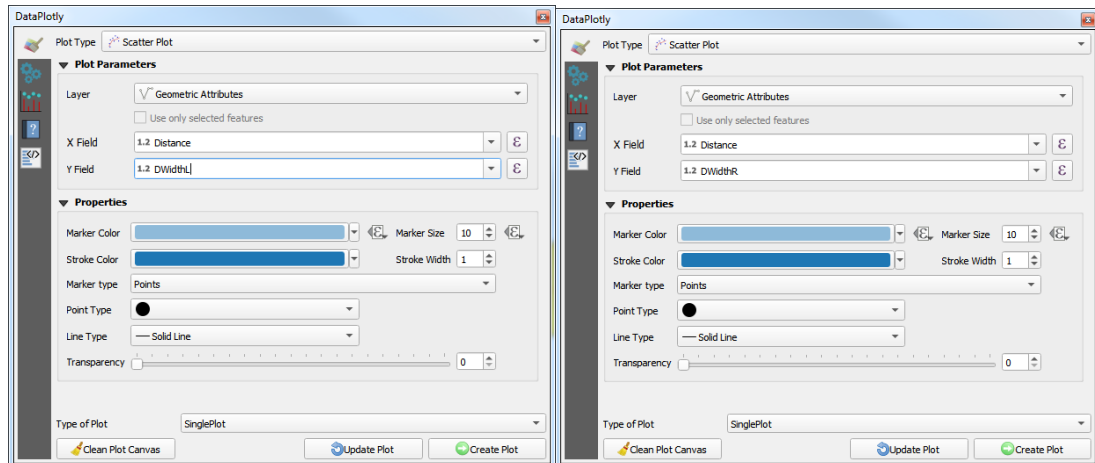 DataPlotly
Plot Type Scatter Plot
Plot Parameters
Layer Geometric Attributes
Use only selected features
X Field 1.2 Distance ε
Y Field 1.2 DWidthL ε
Properties
Marker Color ε Marker Size 10 ε
Stroke Color Stroke Width 1
Marker type Points
Point Type
Line Type Solid Line
Transparency 0
Type of Plot SinglePlot
Clean Plot Canvas Update Plot Create Plot
DataPlotly
Plot Type Scatter Plot
Plot Parameters
Layer Geometric Attributes
Use only selected features
X Field 1.2 Distance ε
Y Field 1.2 DWidthR ε
Properties
Marker Color ε Marker Size 10 ε
Stroke Color Stroke Width 1
Marker type Points
Point Type
Line Type Solid Line
Transparency 0
Type of Plot SinglePlot
Clean Plot Canvas Update Plot Create Plot